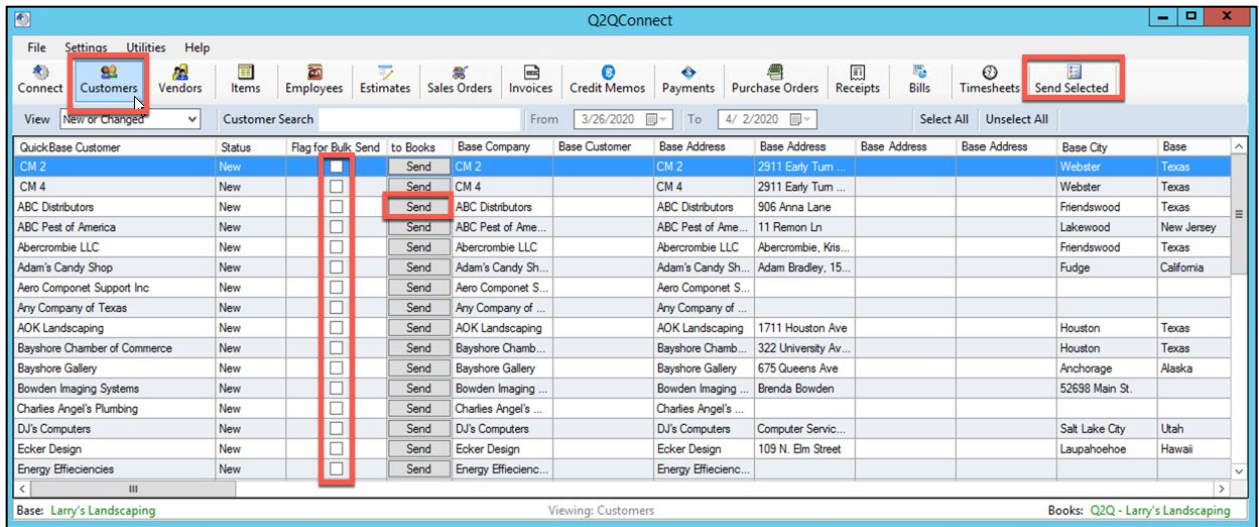 Q2QConnect
File Settings Utilities Help
Connect Customers Vendors Items Employees Estimates Sales Orders Invoices Credit Memos Payments Purchase Orders Receipts Bills Timesheets Send Selected
View New or Changed Customer Search From 3/26/2020 To 4/ 2/2020 Select All Unselect All
QuickBase Customer Status Flag for Bulk Send to Books Base Company Base Customer Base Address Base Address Base Address Base Address Base City Base
CM 2 New Send CM 2 CM 2 2911 Early Turn ... Webster Texas
CM 4 New Send CM 4 CM 4 2911 Early Turn ... Webster Texas
ABC Distributors New Send ABC Distributors ABC Distributors 906 Anna Lane Friendswood Texas
ABC Pest of America New Send ABC Pest of Ame... ABC Pest of Ame... 11 Remon Ln Lakewood New Jersey
Abercrombie LLC New Send Abercrombie LLC Abercrombie LLC Abercrombie, Kris... Friendswood Texas
Adam's Candy Shop New Send Adam's Candy Sh... Adam's Candy Sh... Adam Bradley, 15... Fudge California
Aero Componet Support Inc New Send Aero Componet S... Aero Componet S...
Any Company of Texas New Send Any Company of ... Any Company of ...
AOK Landscaping New Send AOK Landscaping AOK Landscaping 1711 Houston Ave Houston Texas
Bayshore Chamber of Commerce New Send Bayshore Chamb... Bayshore Chamb... 322 University Av... Houston Texas
Bayshore Gallery New Send Bayshore Gallery Bayshore Gallery 675 Queens Ave Anchorage Alaska
Bowden Imaging Systems New Send Bowden Imaging ... Bowden Imaging ... Brenda Bowden 52698 Main St.
Charlies Angel's Plumbing New Send Charlies Angel's ... Charlies Angel's ...
DJ's Computers New Send DJ's Computers DJ's Computers Computer Servic... Salt Lake City Utah
Ecker Design New Send Ecker Design Ecker Design 109 N. Elm Street Laupahoehoe Hawaii
Energy Effieciencies New Send Energy Effiecienc... Energy Effiecienc...
Base: Larry's Landscaping Viewing: Customers Books: Q2Q - Larry's Landscaping